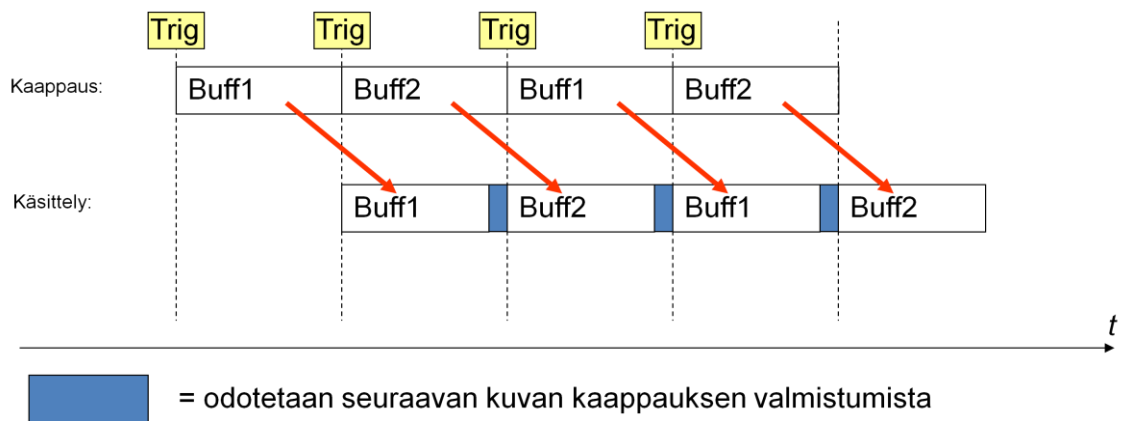 Trig Trig Trig Trig
Kaappaus: Buff1 Buff2 Buff1 Buff2
Käsittely: Buff1 Buff2 Buff1 Buff2
t
= odotetaan seuraavan kuvan kaappauksen valmistumista